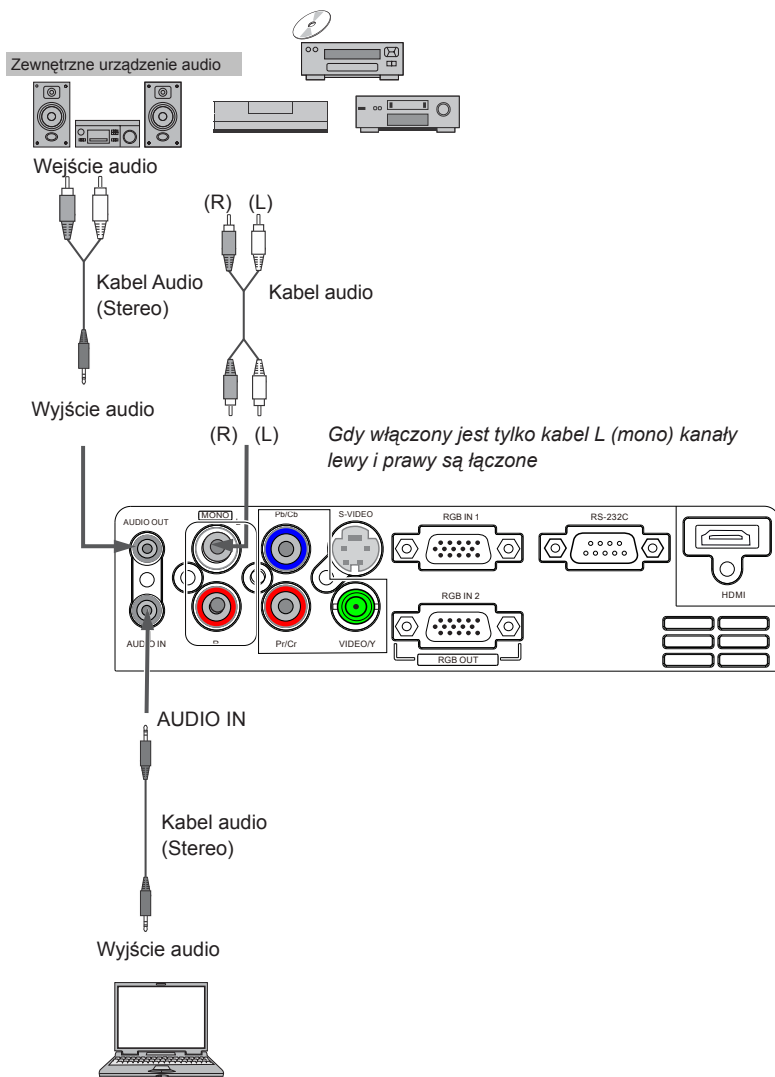 Zewnętrzne urządzenie audio
Wejście audio
(R) (L)
Kabel Audio
(Stereo)
Kabel audio
Wyjście audio
(R) (L)
Gdy włączony jest tylko kabel L (mono) kanały
lewy i prawy są łączone
AUDIO OUT
MONO
Pb/Cb
S-VIDEO
RGB IN 1
RS-232C
HDMI
RGB IN 2
AUDIO IN
Pr/Cr
VIDEO/Y
RGB OUT
AUDIO IN
Kabel audio
(Stereo)
Wyjście audio